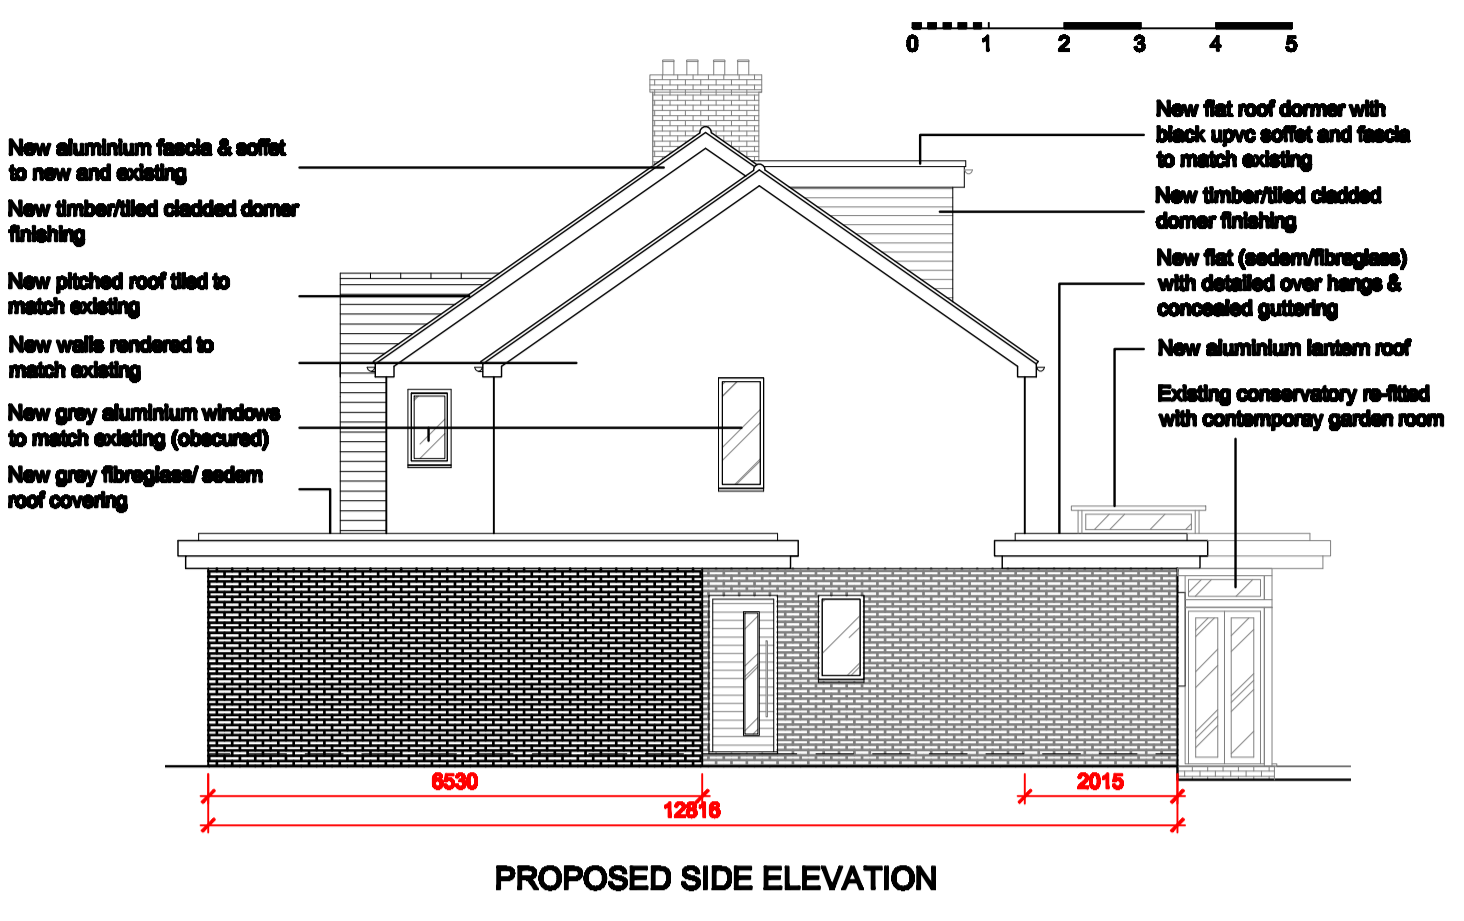 0 1 2 3 4 5
New aluminium fascia & soffet
to new and existing
New timber/tiled cladded dorner
finishing
New pitched roof tiled to
match existing
New walls rendered to
match existing
New grey aluminium windows
to match existing (obscured)
New grey fibreglass/ sedem
roof covering
New flat roof dormer with
black upvc soffet and fascia
to match existing
New timber/tiled cladded
dorner finishing
New flat (sedem/fibreglass)
with detailed over hangs &
concealed guttering
New aluminium lantern roof
Existing conservatory re-fitted
with contemporay garden room
6530
2015
12816
PROPOSED SIDE ELEVATION